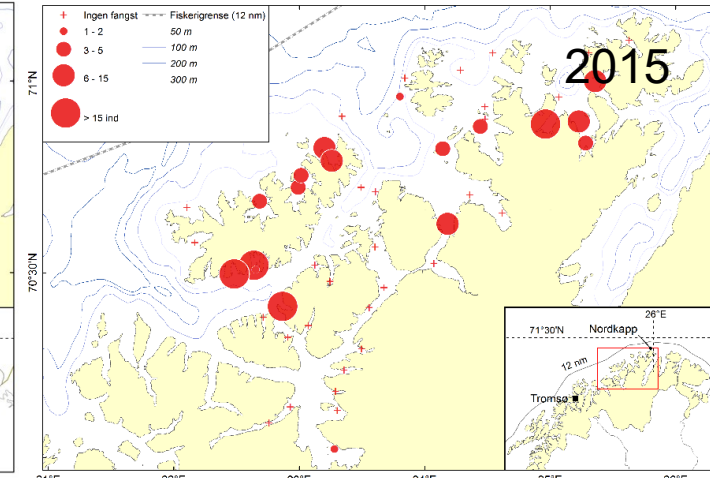 Ingen fangst
Fiskerigrense (12 nm)
1 - 2
50 m
3 - 5
100 m
200 m
6 - 15
300 m
> 15 ind
2015
71°N
70°30'N
26°E
71°30'N
Nordkapp
12 nm
Tromsø